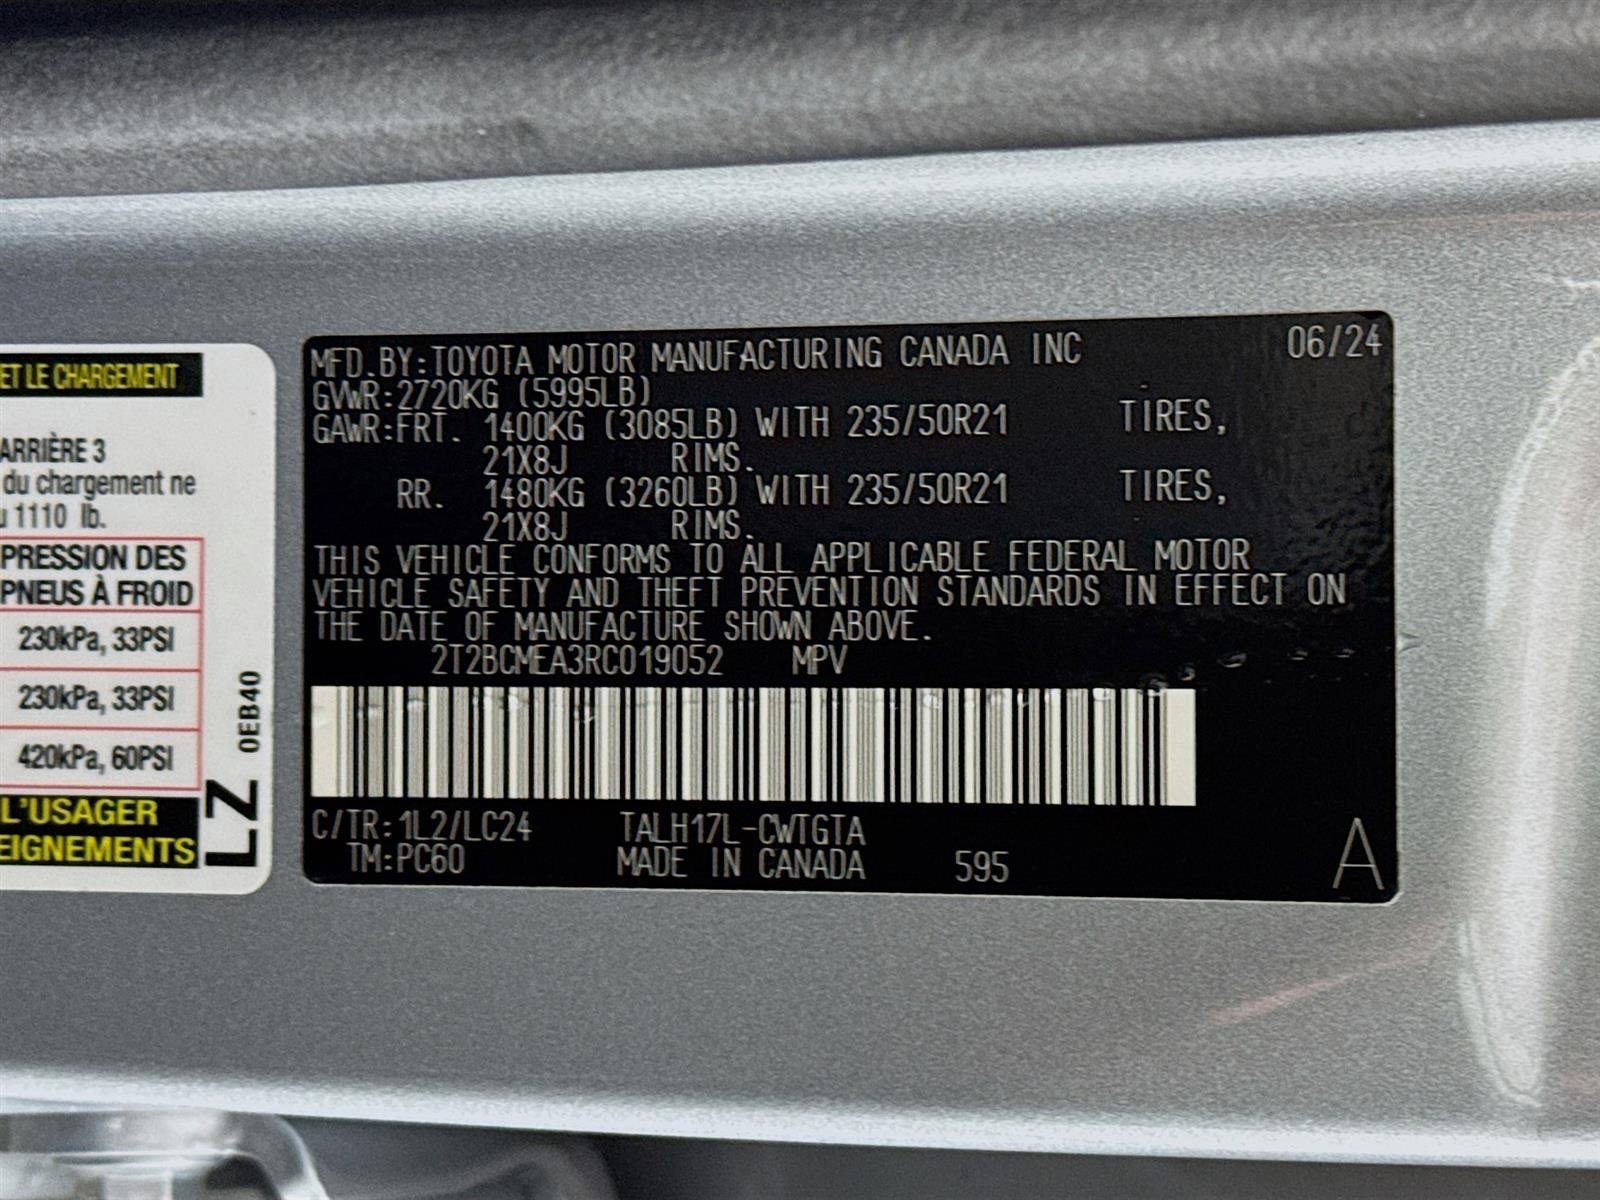 ET LE CHARGEMENT
ARRIÈRE 3
du chargement ne
1110 lb.
PRESSION DES
PNEUS À FROID
230kPa, 33PSI
230kPa, 33PSI
420kPa, 60PSI
L'USAGER
EIGNEMENTS
LZ 0EB40
MFD.BY:TOYOTA MOTOR MANUFACTURING CANADA INC 06/24
GVWR:2720KG (5995LB)
GAWR:FRT. 1400KG (3085LB) WITH 235/50R21 TIRES,
21X8J RIMS.
RR. 1480KG (3260LB) WITH 235/50R21 TIRES,
21X8J RIMS.
THIS VEHICLE CONFORMS TO ALL APPLICABLE FEDERAL MOTOR
VEHICLE SAFETY AND THEFT PREVENTION STANDARDS IN EFFECT ON
THE DATE OF MANUFACTURE SHOWN ABOVE.
2T2BCMEA3RC019052 MPV
C/TR:1L2/LC24 TALH17L-CWTGTA
TM:PC60 MADE IN CANADA 595 A